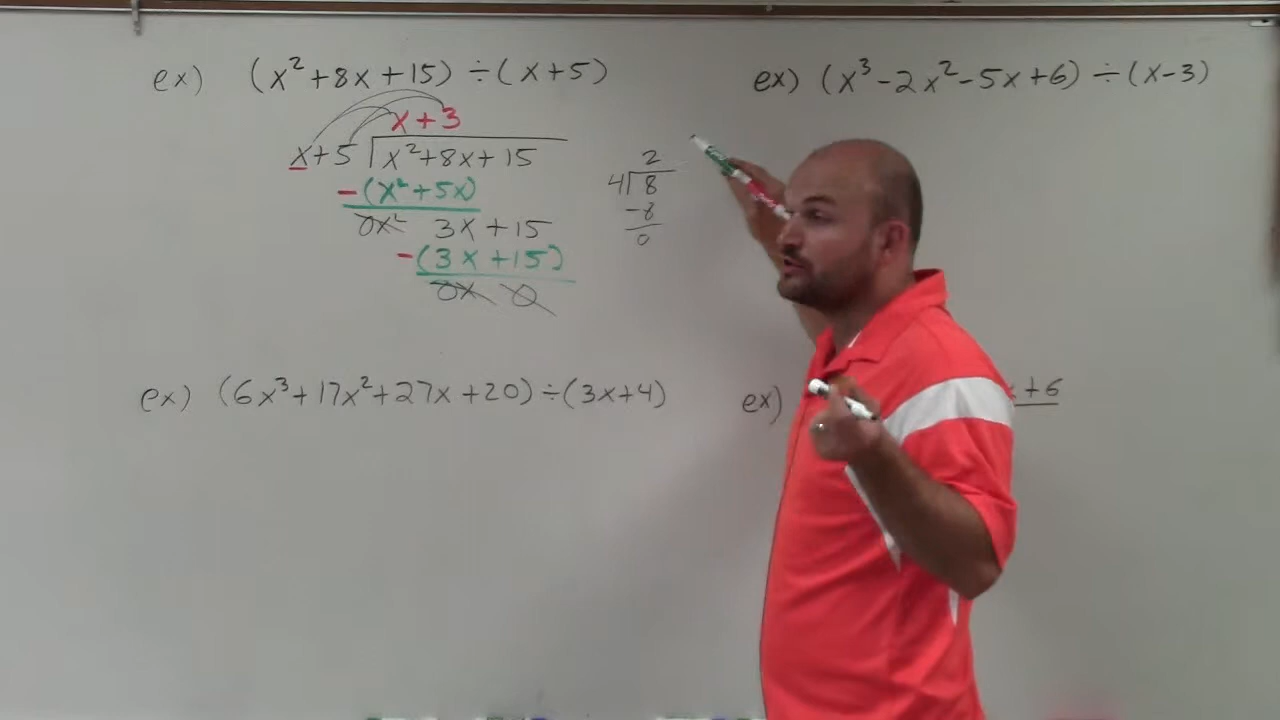 ex) (x² + 8x + 15) ÷ (x + 5)
x + 3
x + 5 x² + 8x + 15
- (x² + 5x)
0x² 3x + 15
- (3x + 15)
0x 0
2
4 8
- 8
0
ex) (x³ - 2x² - 5x + 6) ÷ (x - 3)
ex) (6x³ + 17x² + 27x + 20) ÷ (3x + 4)
ex) + 6